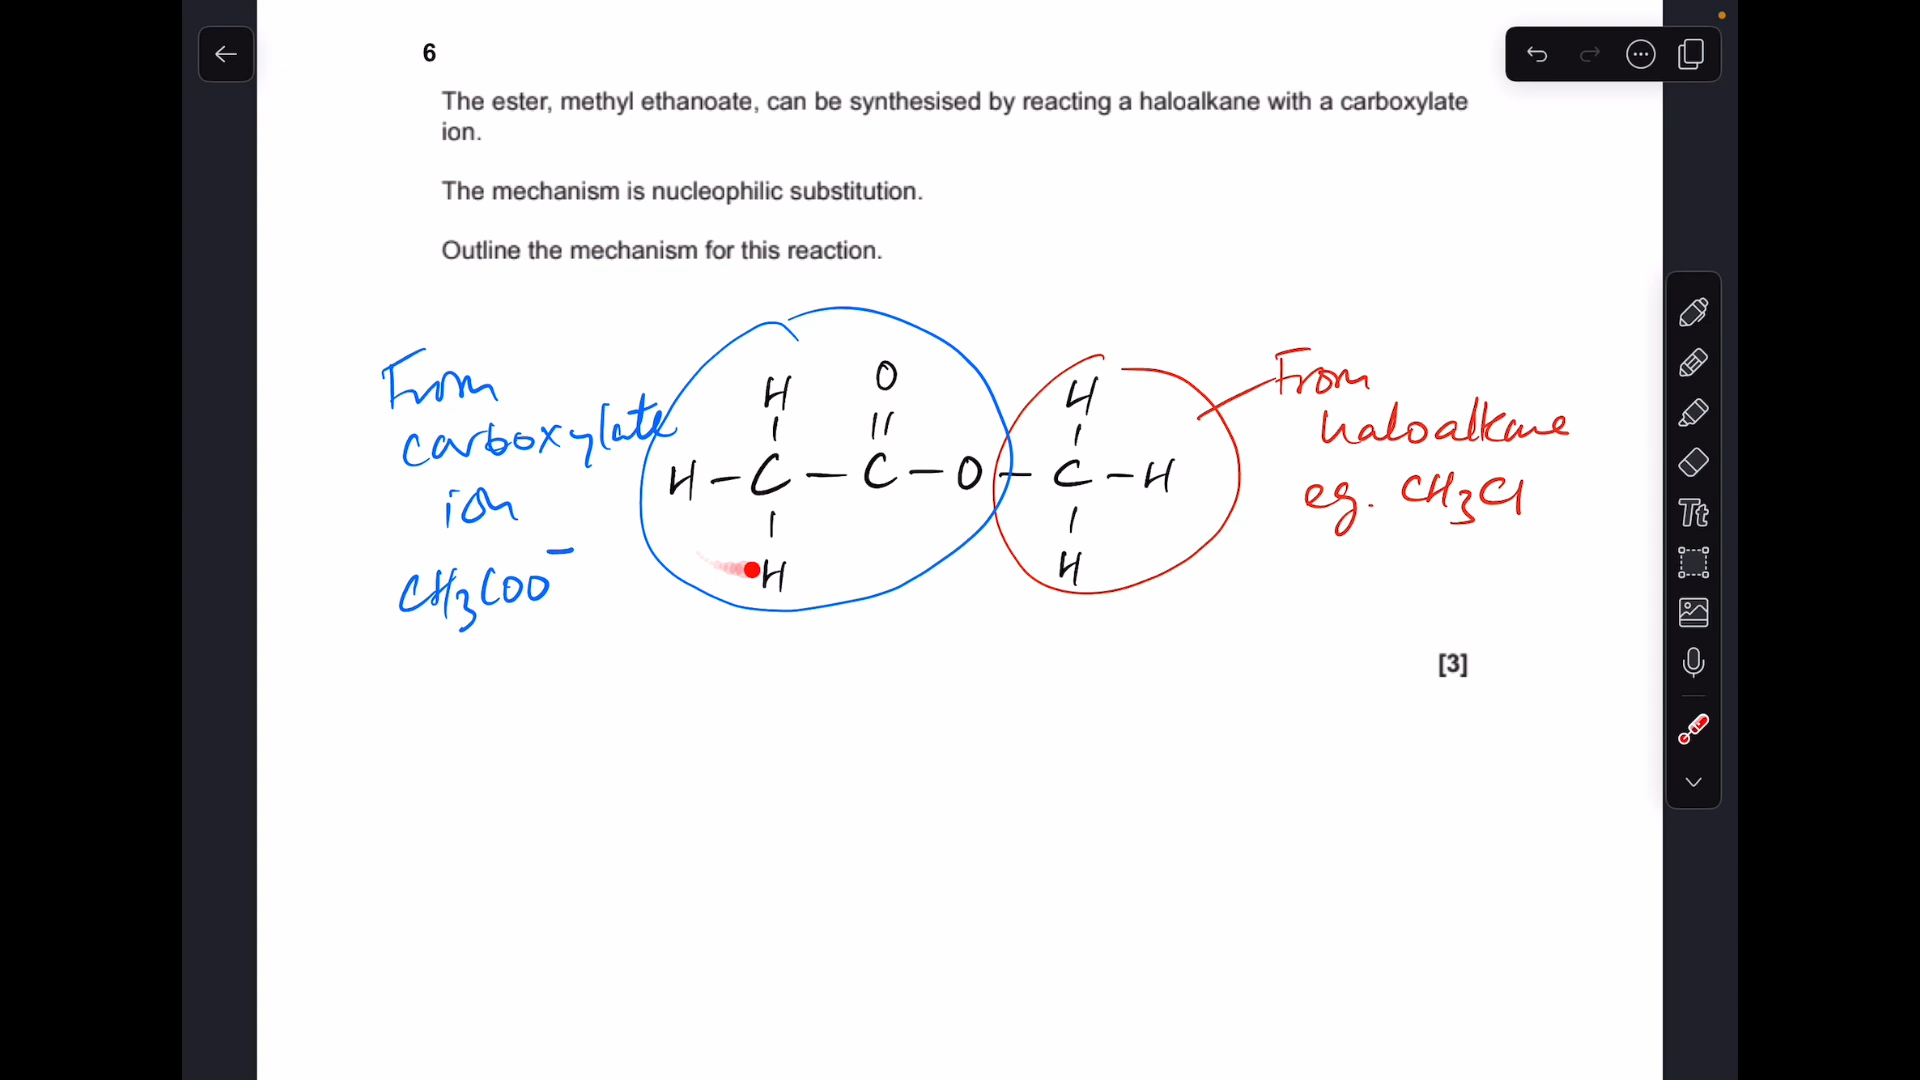 6
The ester, methyl ethanoate, can be synthesised by reacting a haloalkane with a carboxylate
ion.
The mechanism is nucleophilic substitution.
Outline the mechanism for this reaction.
From
carboxylate
ion
CH3COO-
H O
| ||
H-C-C-O
|
H
H
|
-C-H
|
H
From
haloalkane
eg. CH3Cl
[3]
Tt